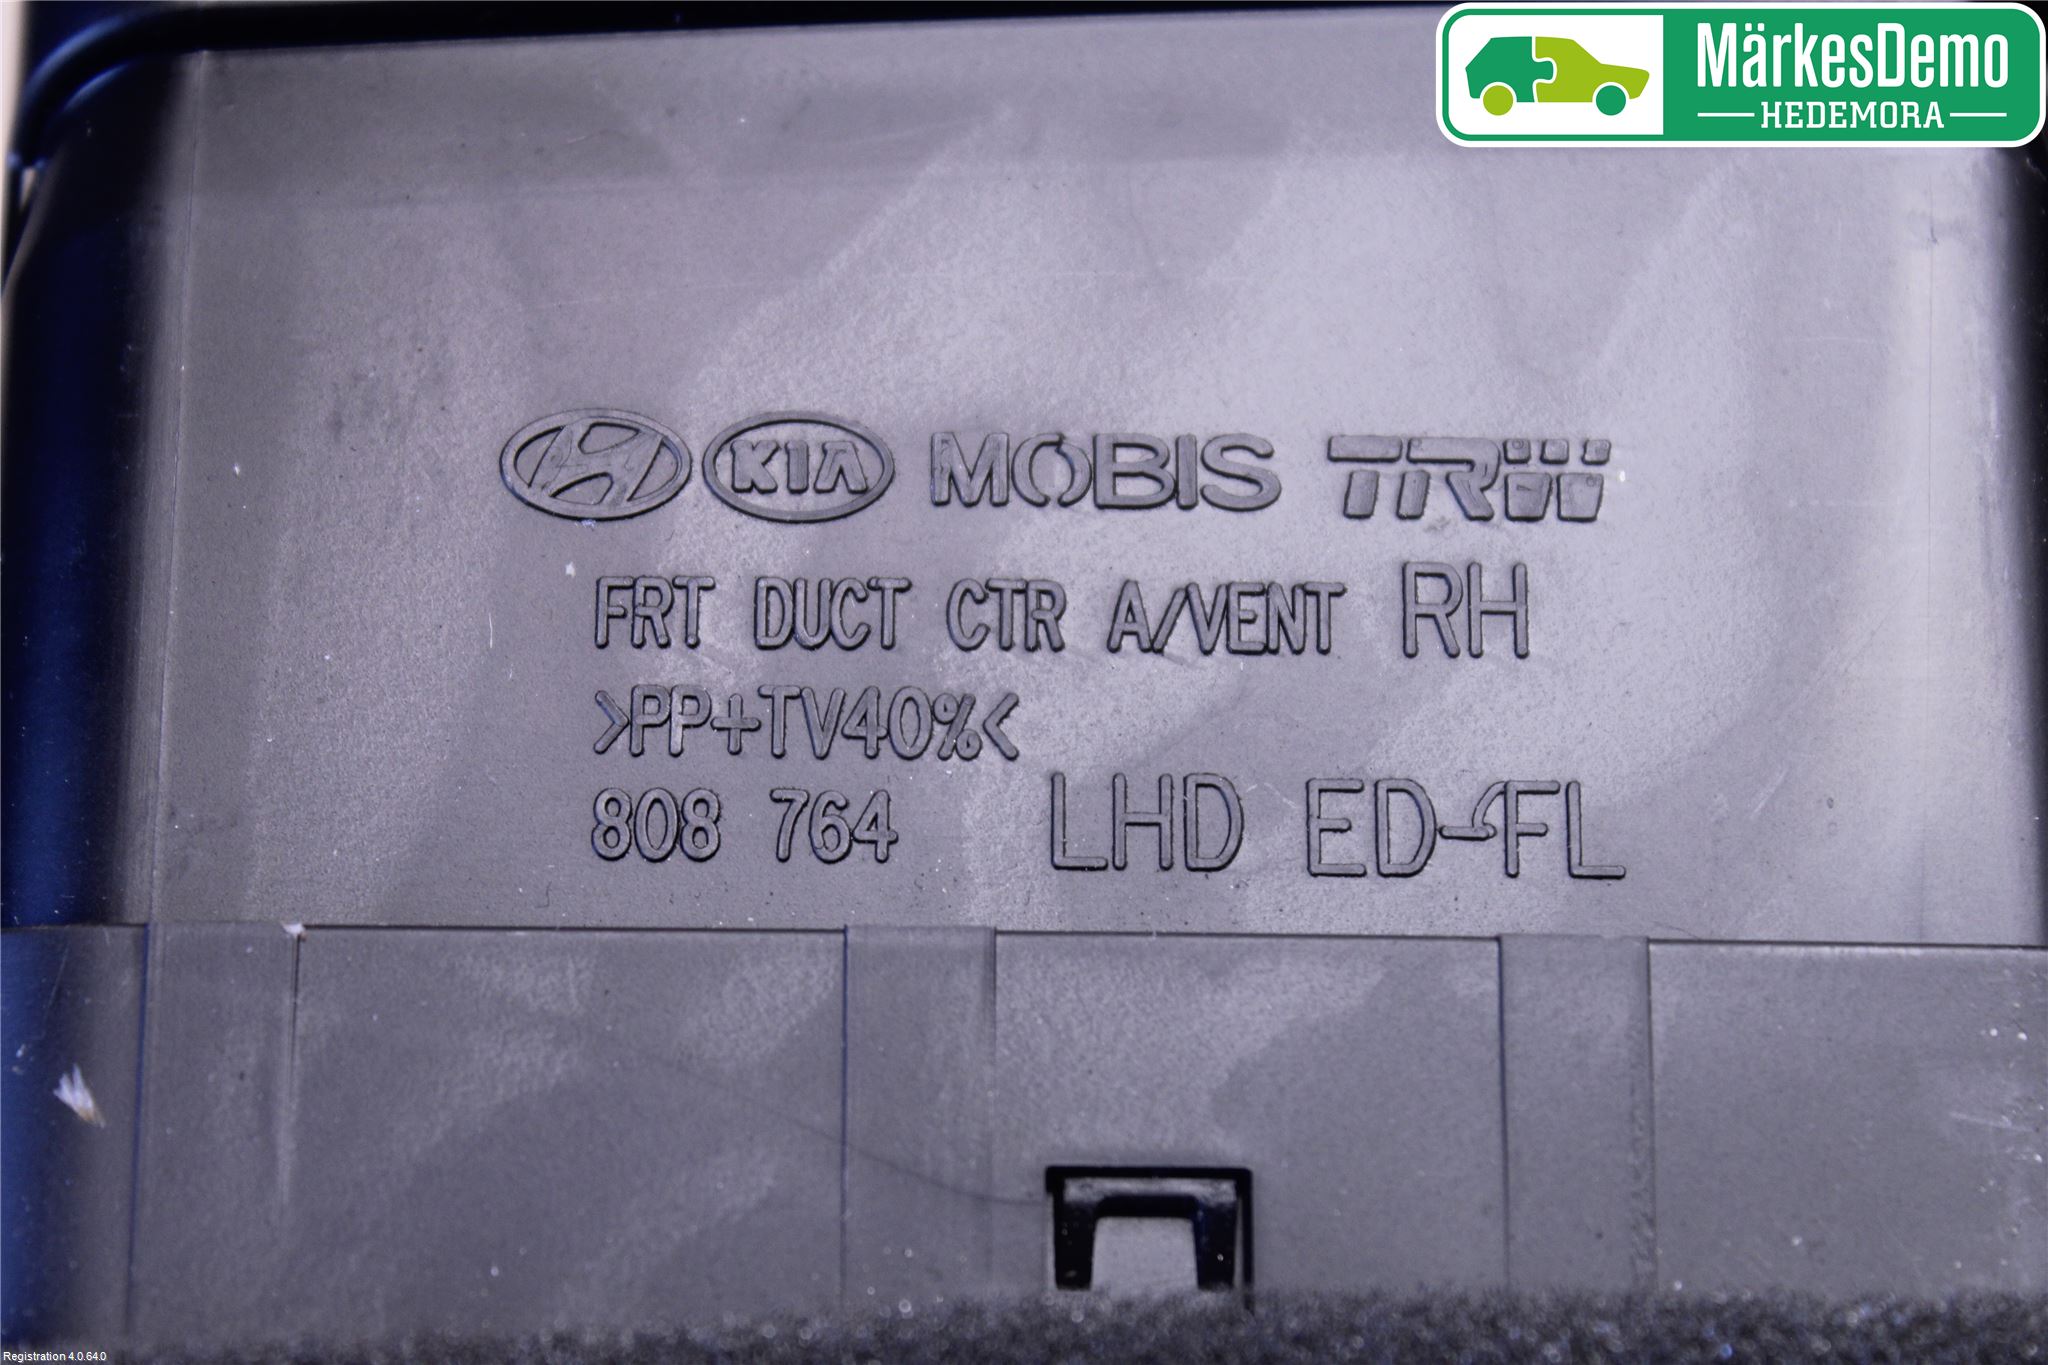 MärkesDemo
HEDEMORA
KIA MOBIS TRW
FRT DUCT CTR A/VENT RH
>PP+TV40%<
808 764 LHD ED-FL
Registration 4.0.64.0